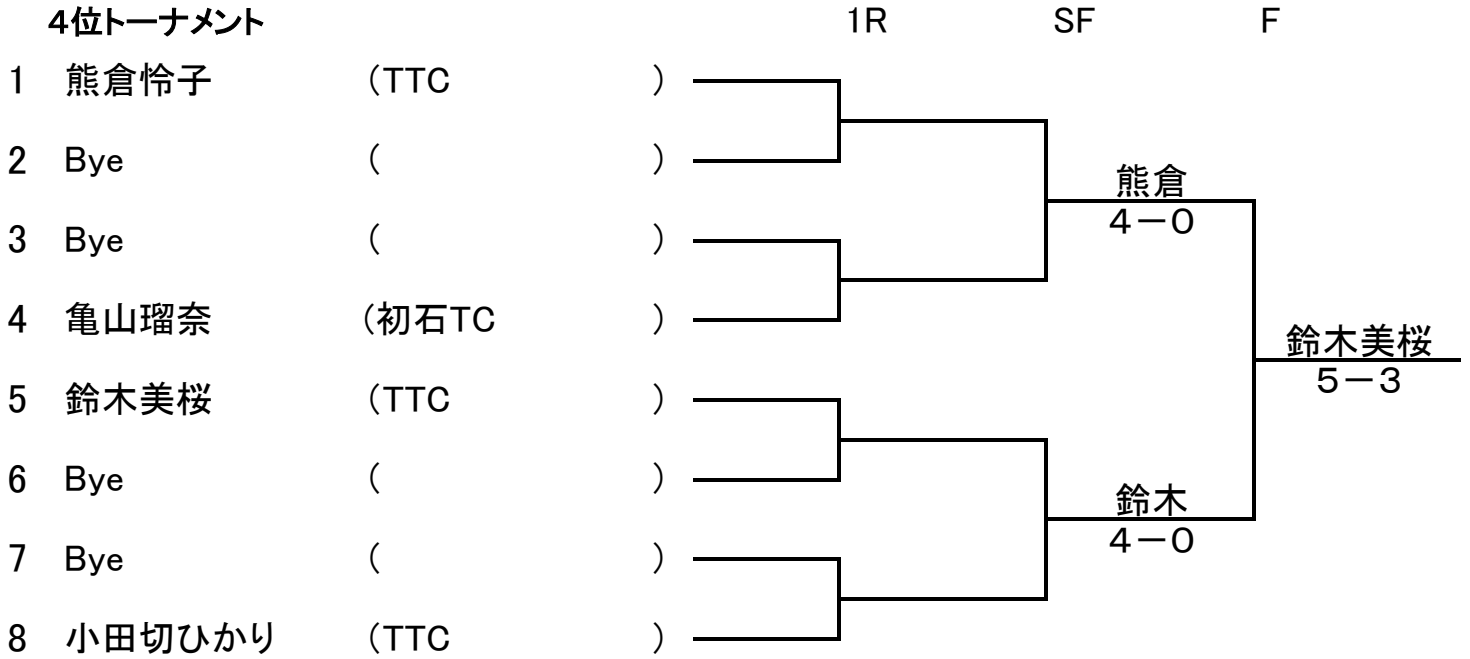 ４位トーナメント 1R SF F
1 熊倉怜子 (TTC )
2 Bye ( )
熊倉
４－０
3 Bye ( )
4 亀山瑠奈 (初石TC )
鈴木美桜
５－３
5 鈴木美桜 (TTC )
6 Bye ( )
鈴木
４－０
7 Bye ( )
8 小田切ひかり (TTC )